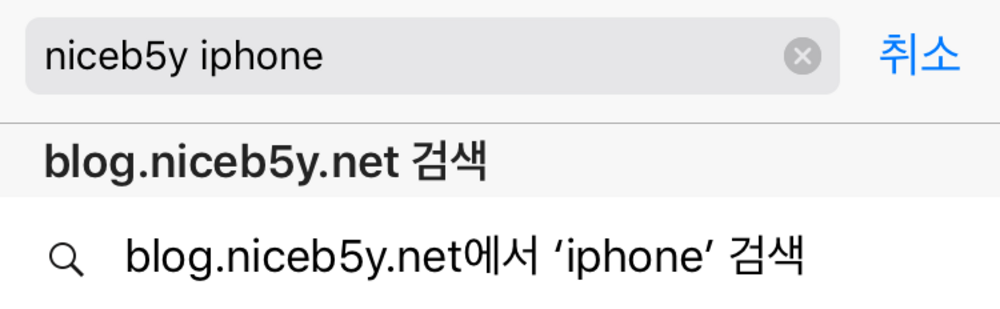 niceb5y iphone
취소
blog.niceb5y.net 검색
blog.niceb5y.net에서 ‘iphone’ 검색